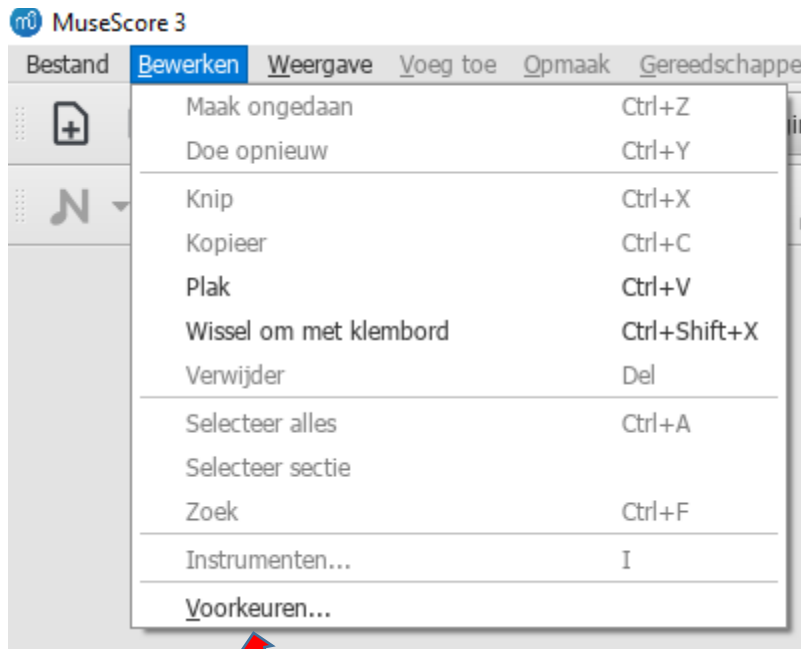 MuseScore 3
Bestand Bewerken Weergave Voeg toe Opmaak Gereedschappe
Maak ongedaan Ctrl+Z
Doe opnieuw Ctrl+Y
Knip Ctrl+X
Kopieer Ctrl+C
Plak Ctrl+V
Wissel om met klembord Ctrl+Shift+X
Verwijder Del
Selecteer alles Ctrl+A
Selecteer sectie
Zoek Ctrl+F
Instrumenten... I
Voorkeuren...